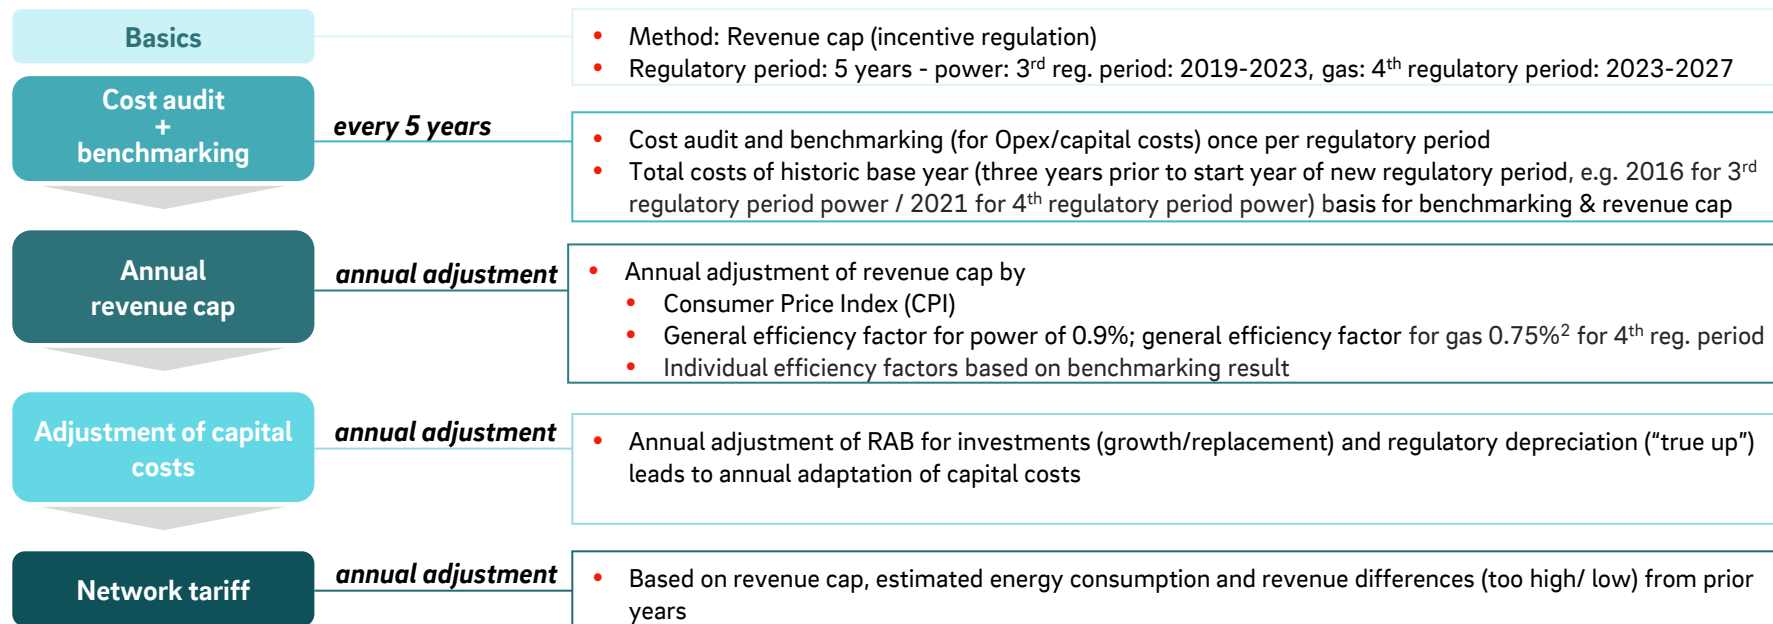 Basics
• Method: Revenue cap (incentive regulation)
• Regulatory period: 5 years - power: 3rd reg. period: 2019-2023, gas: 4th regulatory period: 2023-2027
Cost audit
+
benchmarking
every 5 years
• Cost audit and benchmarking (for Opex/capital costs) once per regulatory period
• Total costs of historic base year (three years prior to start year of new regulatory period, e.g. 2016 for 3rd
regulatory period power / 2021 for 4th regulatory period power) basis for benchmarking & revenue cap
Annual
revenue cap
annual adjustment
• Annual adjustment of revenue cap by
• Consumer Price Index (CPI)
• General efficiency factor for power of 0.9%; general efficiency factor for gas 0.75%2 for 4th reg. period
• Individual efficiency factors based on benchmarking result
Adjustment of capital
costs
annual adjustment
• Annual adjustment of RAB for investments (growth/replacement) and regulatory depreciation (“true up”)
leads to annual adaptation of capital costs
Network tariff
annual adjustment
• Based on revenue cap, estimated energy consumption and revenue differences (too high/ low) from prior
years